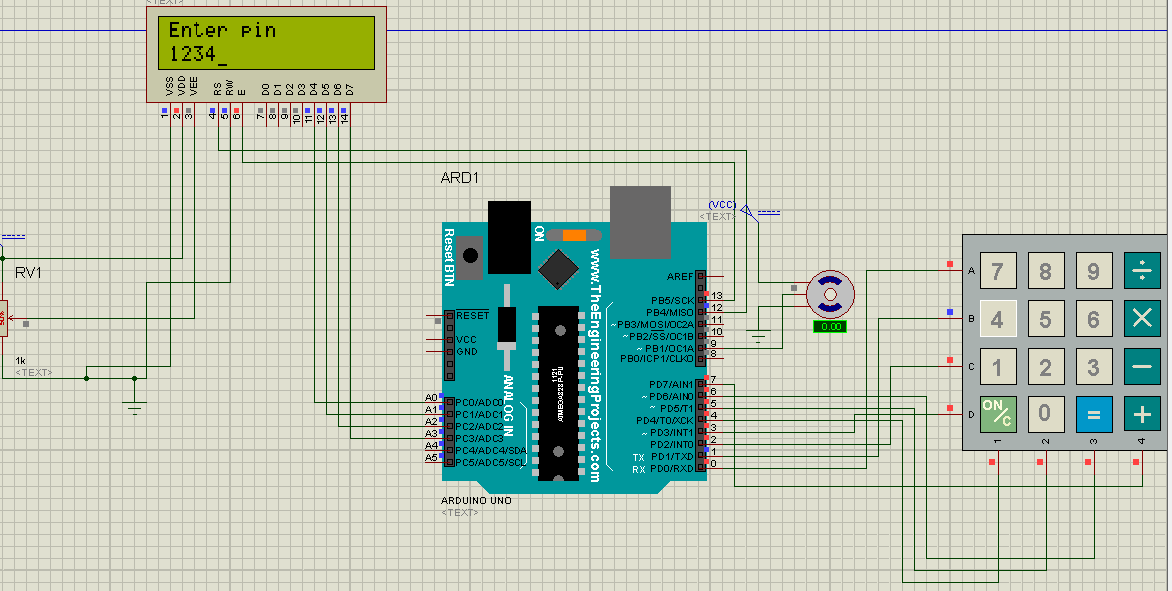 <TEXT>
Enter pin
1234_
VSS
VDD
VEE
RS
RW
E
D0
D1
D2
D3
D4
D5
D6
D7
1
2
3
4
5
6
7
8
9
10
11
12
13
14
RV1
1k
<TEXT>
ARD1
Reset BTN
ON
www.TheEngineeringProjects.com
ANALOG IN
RESET
VCC
GND
A0 PC0/ADC0
A1 PC1/ADC1
A2 PC2/ADC2
A3 PC3/ADC3
A4 PC4/ADC4/SDA
A5 PC5/ADC5/SCL
1121
AREF
PB5/SCK 13
PB4/MISO 12
~PB3/MOSI/OC2A 11
~PB2/SS/OC1B 10
~ PB1/OC1A 9
PB0/ICP1/CLKO 8
PD7/AIN1 7
~ PD6/AIN0 6
~ PD5/T1 5
PD4/T0/XCK 4
~ PD3/INT1 3
PD2/INT0 2
TX PD1/TXD 1
RX PD0/RXD 0
ARDUINO UNO
<TEXT>
(VCC)
<TEXT>
0.00
A 7 8 9 ÷
B 4 5 6 ×
C 1 2 3 −
D ON/C 0 = +
1 2 3 4